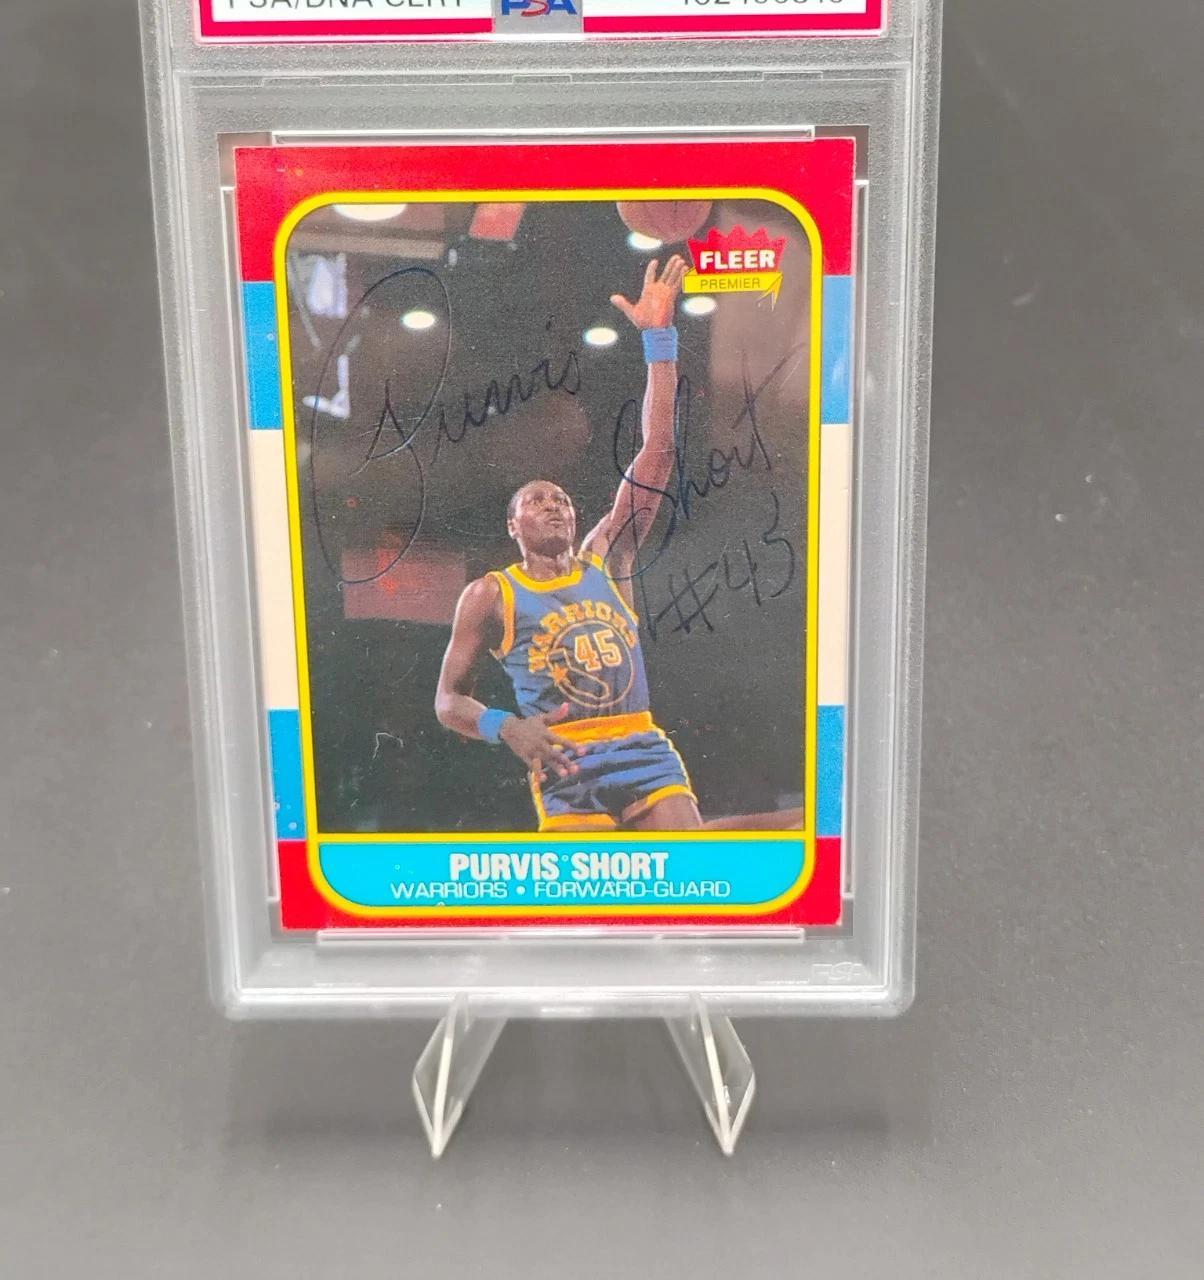 PSA/DNA CERT
PSA
FLEER
PREMIER
Purvis
Short
#45
WARRIORS
45
PURVIS SHORT
WARRIORS • FORWARD-GUARD